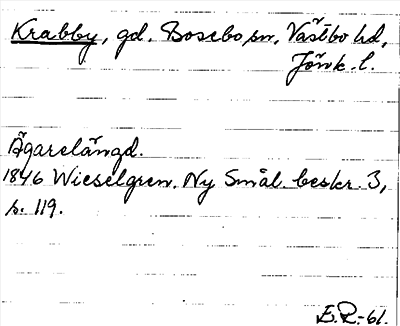 Krabby, gd. Bosebo sn, Västbo hd,
Jönk. l.
Ägarelängd.
1846 Wieselgren. Ny Smål. beskr. 3,
s. 119.
E.R.-61.